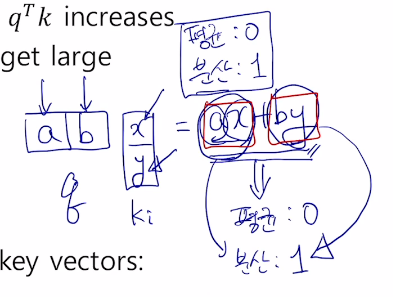 q^T k increases
get large
평균 : 0
분산 : 1
a b
x
y
= ax + by
q
ki
평균 : 0
분산 : 1
key vectors: